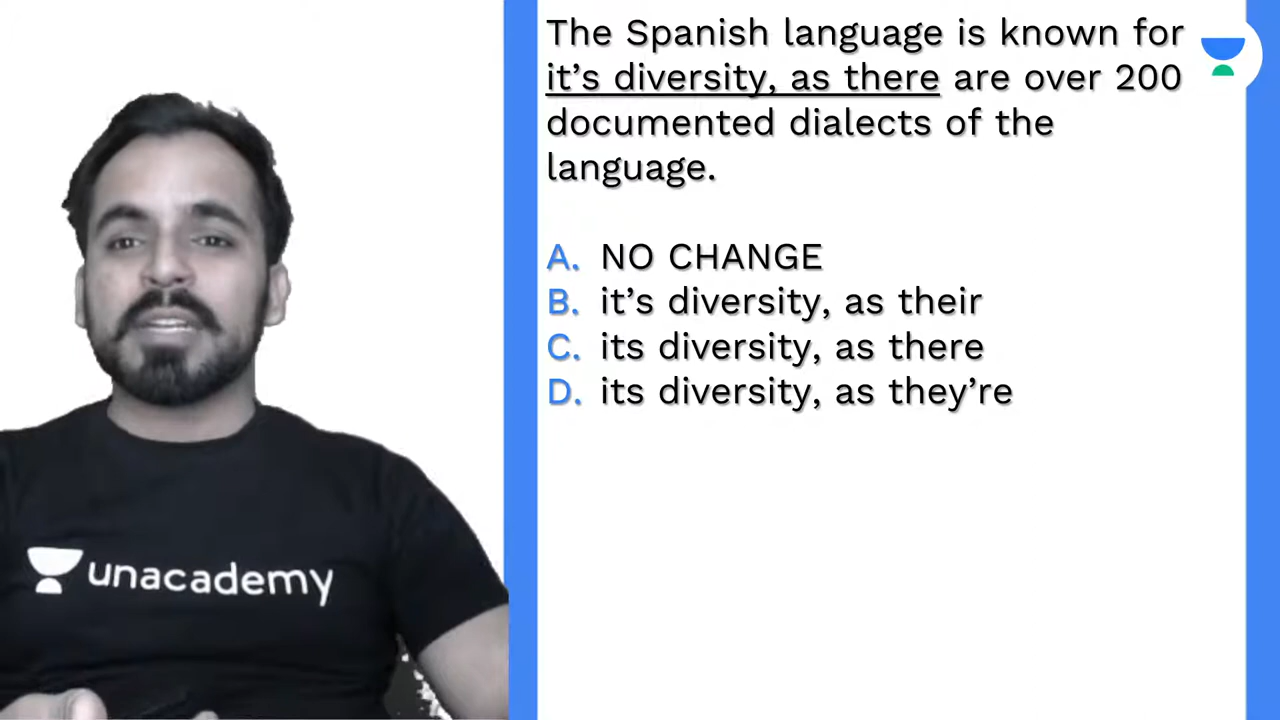 The Spanish language is known for
it’s diversity, as there are over 200
documented dialects of the
language.
A. NO CHANGE
B. it’s diversity, as their
C. its diversity, as there
D. its diversity, as they’re
unacademy